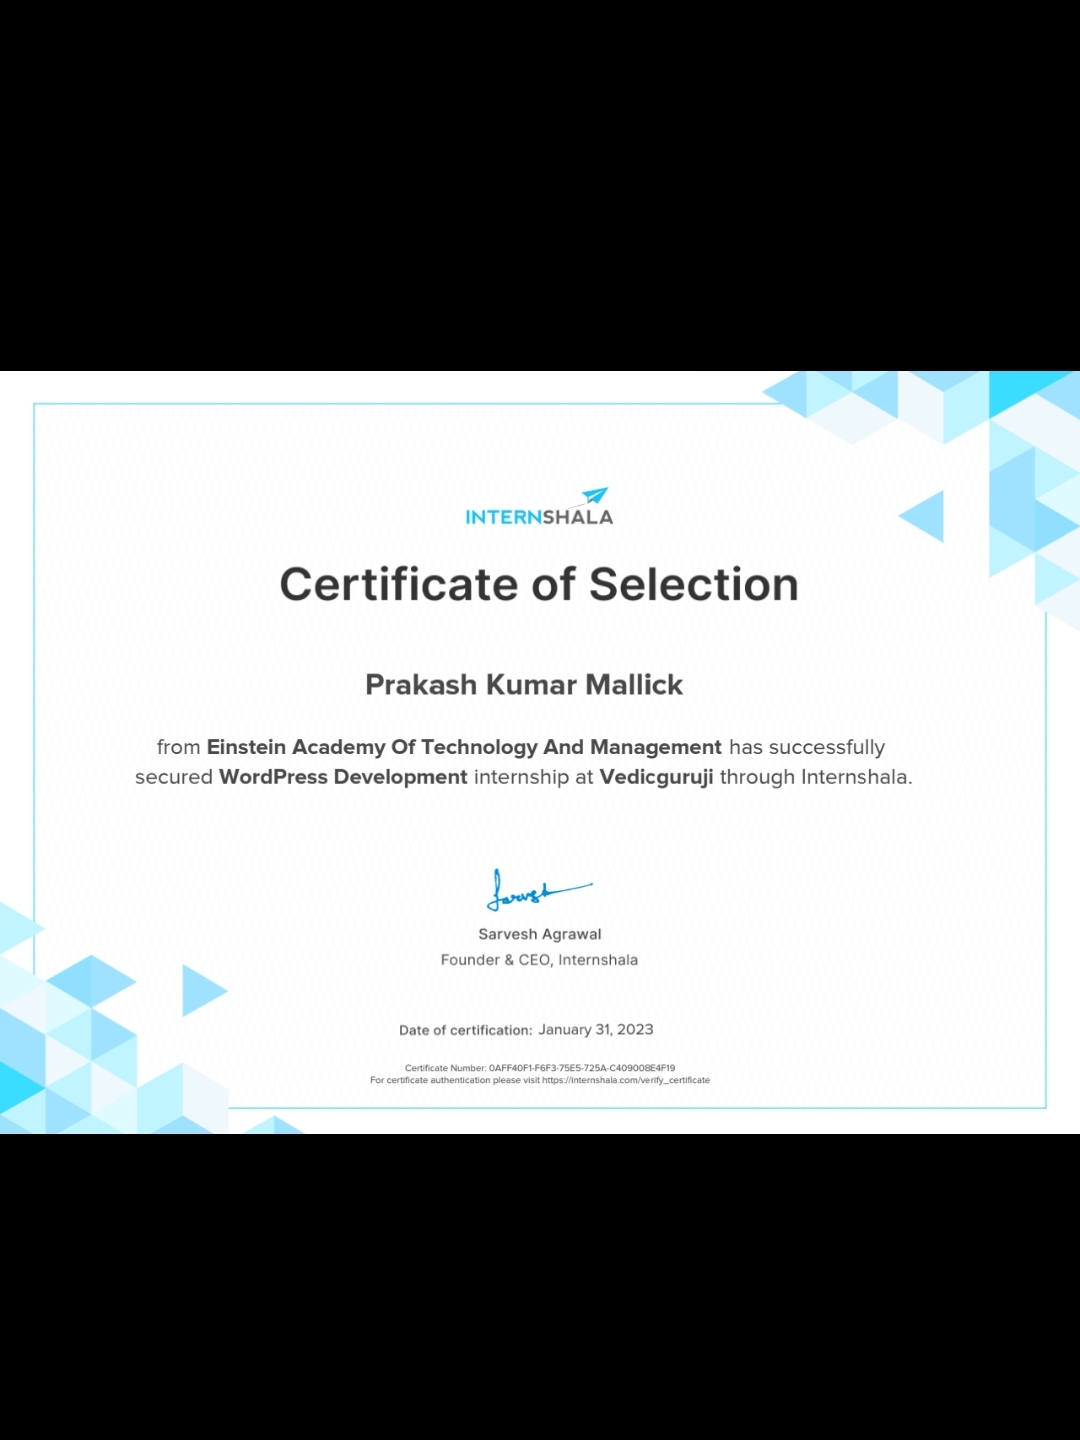 INTERNSHALA
Certificate of Selection
Prakash Kumar Mallick
from Einstein Academy Of Technology And Management has successfully
secured WordPress Development internship at Vedicguruji through Internshala.
Sarvesh
Sarvesh Agrawal
Founder & CEO, Internshala
Date of certification: January 31, 2023
Certificate Number: 0AFF40F1-F6F3-75E5-725A-C409008E4F19
For certificate authentication please visit https://internshala.com/verify_certificate